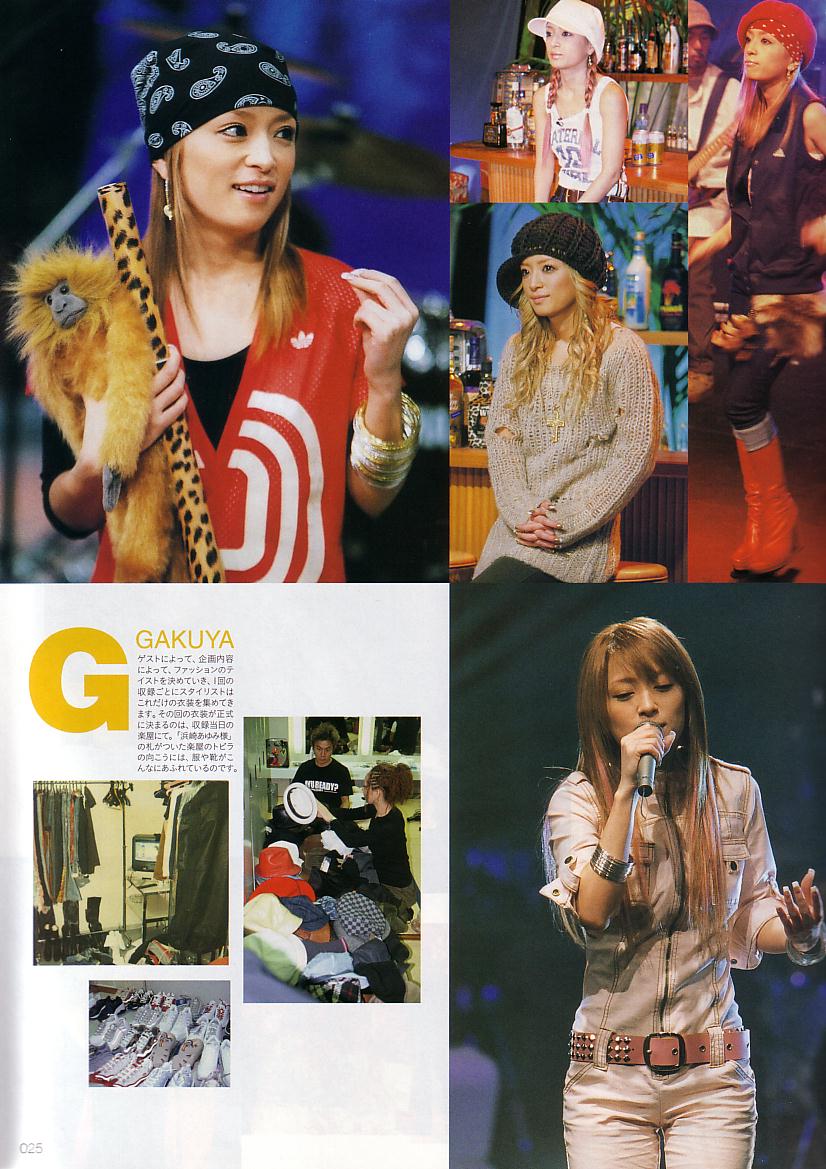 G
GAKUYA
ゲストによって、企画内容
によって、ファッションのテ
イストを決めていき、1回の
収録ごとにスタイリストは
これだけの衣装を集めてき
ます。その回の衣装が正式
に決まるのは、収録当日の
楽屋にて。「浜崎あゆみ様」
の札がついた楽屋のトビラ
の向こうには、服や靴がこ
んなにあふれているのです。
025